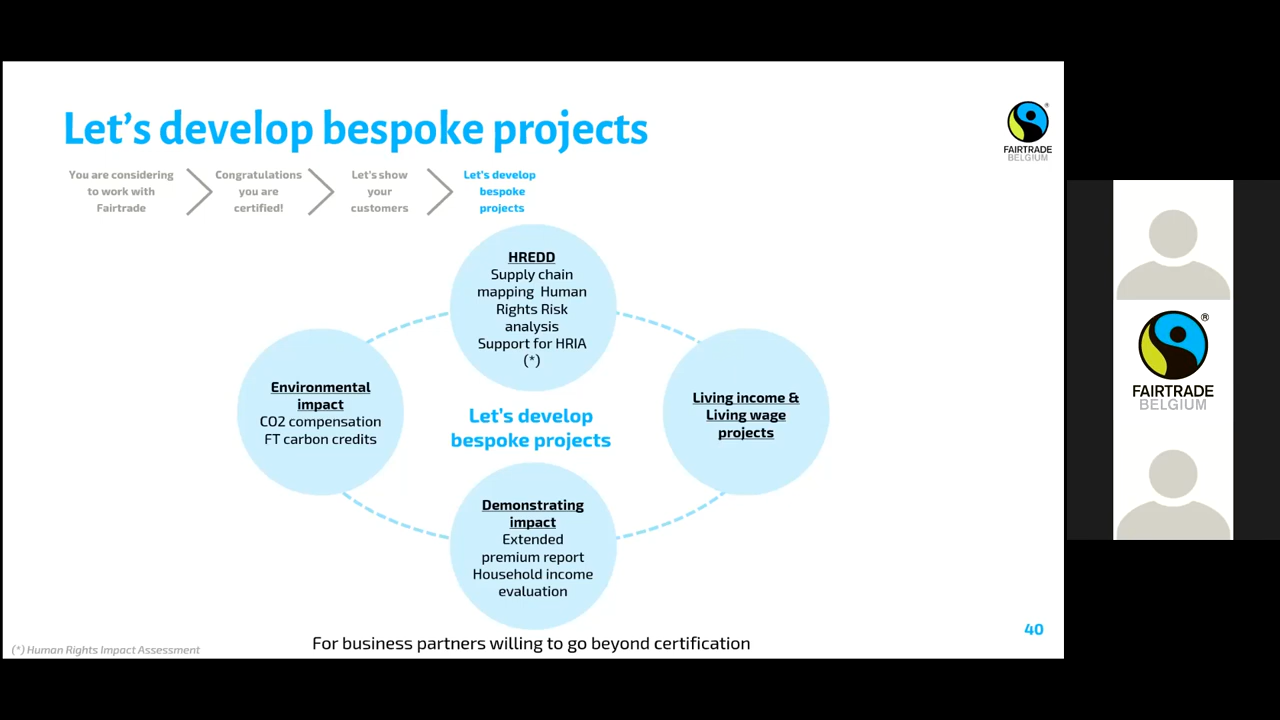 Let's develop bespoke projects
FAIRTRADE
BELGIUM
You are considering
to work with
Fairtrade
Congratulations
you are
certified!
Let's show
your
customers
Let's develop
bespoke
projects
HREDD
Supply chain
mapping Human
Rights Risk
analysis
Support for HRIA
(*)
Environmental
impact
CO2 compensation
FT carbon credits
Let's develop
bespoke projects
Living income &
Living wage
projects
Demonstrating
impact
Extended
premium report
Household income
evaluation
For business partners willing to go beyond certification
(*) Human Rights Impact Assessment
40
®
FAIRTRADE
BELGIUM